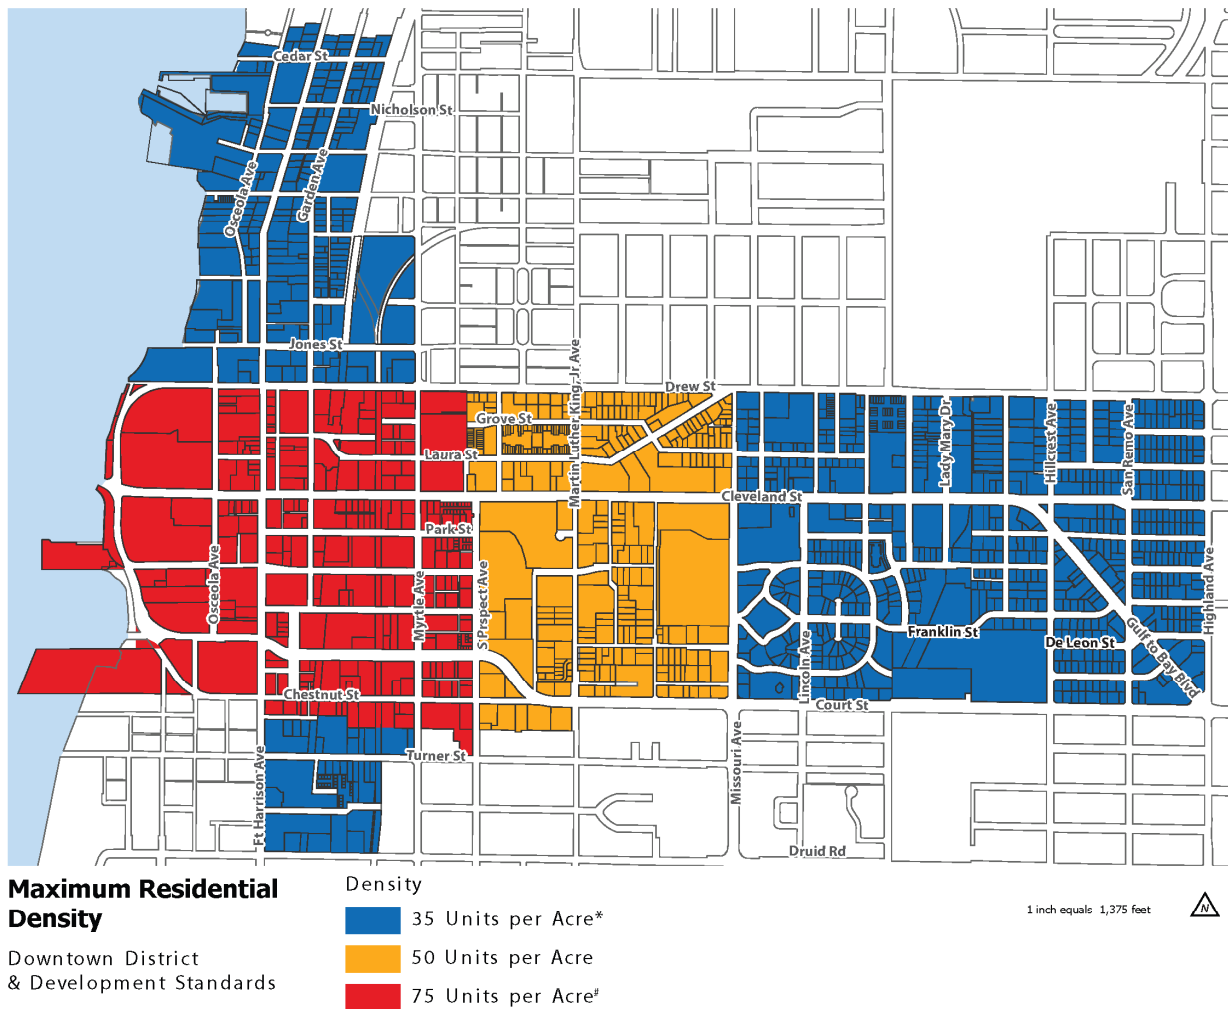 Cedar St
Nicholson St
Osceola Ave
Garden Ave
Jones St
Martin Luther King, Jr Ave
Drew St
Grove St
Laura St
Lady Mary Dr
Hillcrest Ave
San Reno Ave
Cleveland St
Park St
Osceola Ave
Myrtle Ave
S Prspect Ave
Highland Ave
Franklin St
De Leon St
Lincoln Ave
Gulf to Bay Blvd
Chestnut St
Court St
Ft Harrison Ave
Turner St
Missouri Ave
Druid Rd
Maximum Residential
Density
Downtown District
& Development Standards
Density
35 Units per Acre*
50 Units per Acre
75 Units per Acre#
1 inch equals 1,375 feet
N